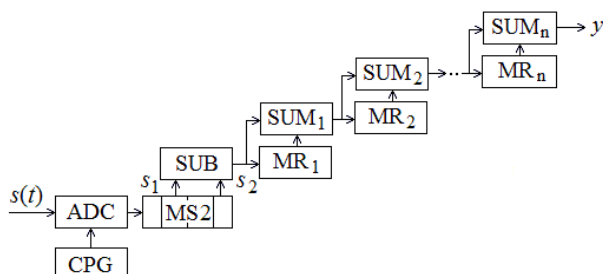 SUMₙ
y
SUM₂
...
MRₙ
SUM₁
MR₂
SUB
MR₁
s(t)
s₁
s₂
ADC
MS2
CPG